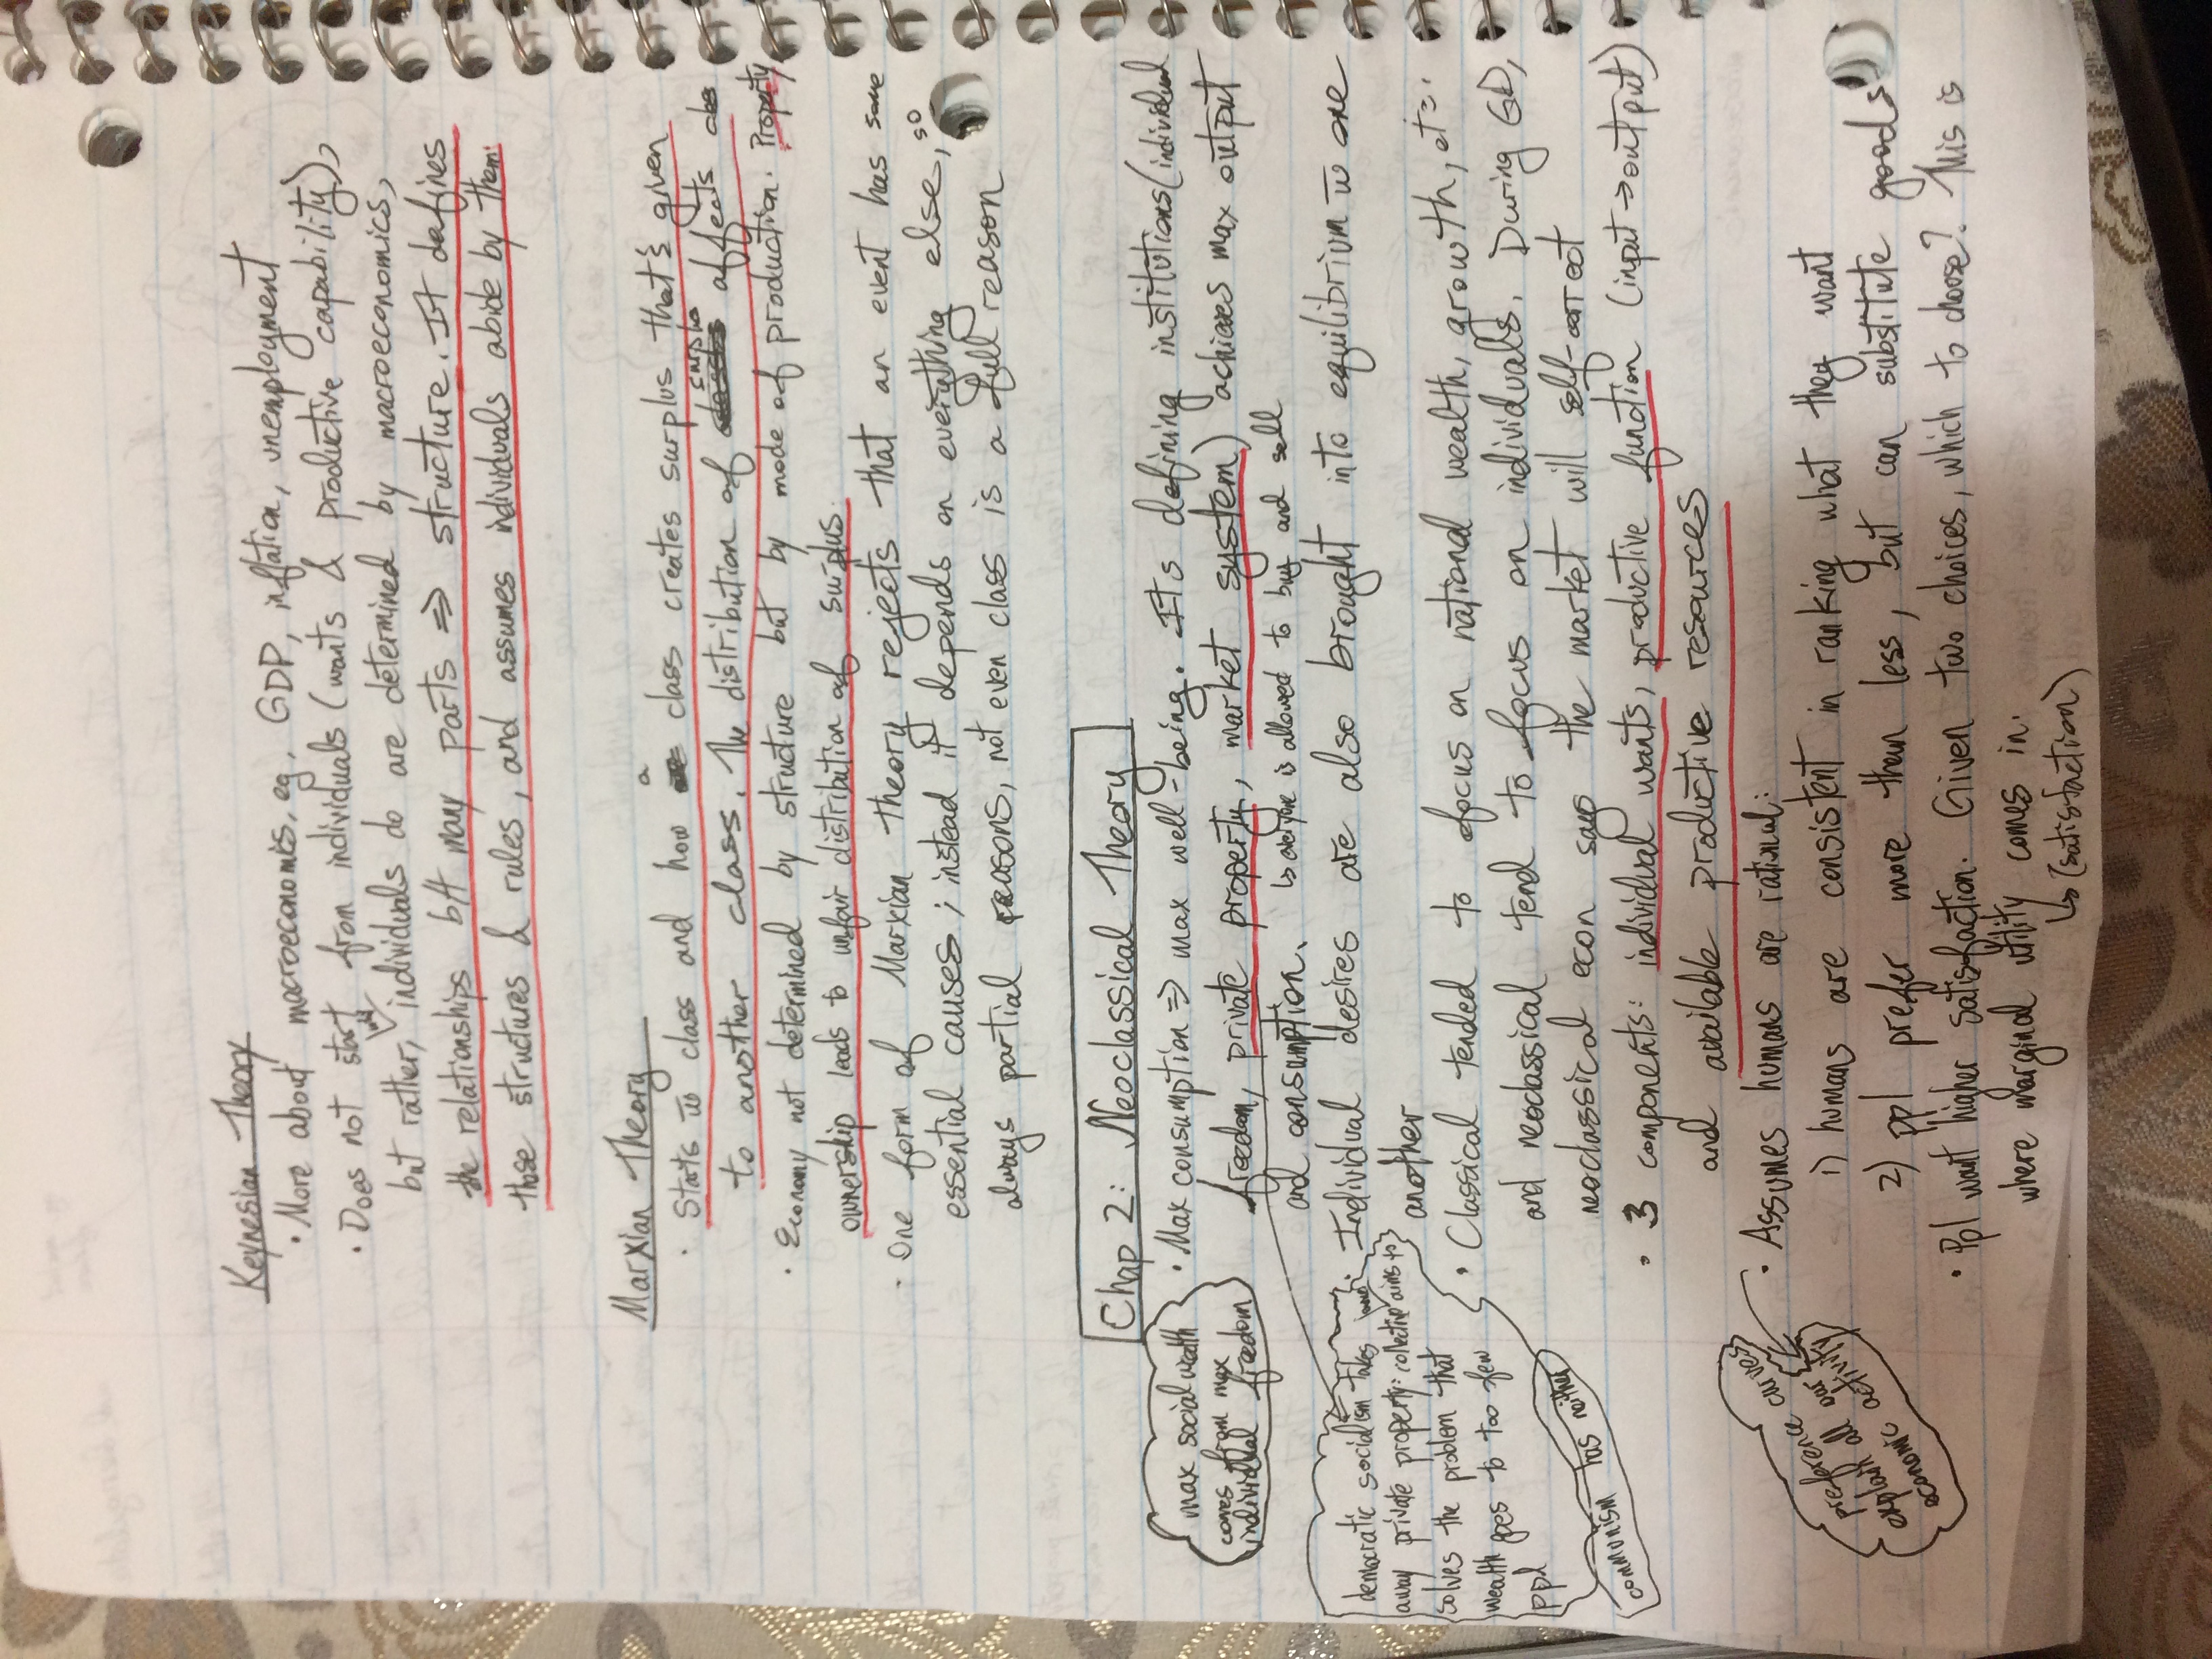 Keynesian Theory
• More about macroeconomics, eg. GDP, inflation, unemployment
• Does not start from individuals (wants & productive capability),
but rather, what individuals do are determined by macroeconomics,
the relationships b/t many parts ⇒ structure. It defines
those structures & rules, and assumes individuals abide by them.
Marxian Theory
• Starts w class and how a class creates surplus that's given
to another class. The distribution of surplus affects
• Economy not determined by structure but by mode of production. Property
ownership leads to unfair distribution of surplus.
• One form of Marxian Theory rejects that an event has some
essential causes; instead it depends on everything else, so
always partial reasons, not even class is a full reason
Chap 2: Neoclassical Theory
• Max consumption ⇒ max well-being. Its defining institutions (individual
freedom, private property, market system) achieves max output
and consumption. ↳ everyone is allowed to buy and sell
• Individual desires are also brought into equilibrium w one
another
• Classical tended to focus on national wealth, growth, etc.
and neoclassical tend to focus on individuals. During GD,
neoclassical econ says the market will self-correct
• 3 components: individual wants, productive function (input → output)
and available productive resources
• Assumes humans are rational:
1) humans are consistent in ranking what they want
2) ppl prefer more than less, but can substitute goods
• Ppl want higher satisfaction. Given two choices, which to choose? This is
where marginal utility comes in.
↳ (satisfaction)
max social wealth
comes from max
individual freedom
democratic socialism takes
away private property: collective aims to
solves the problem that
wealth goes to too few
ppl
communism has neither
preference curves
explain all our
economic activity